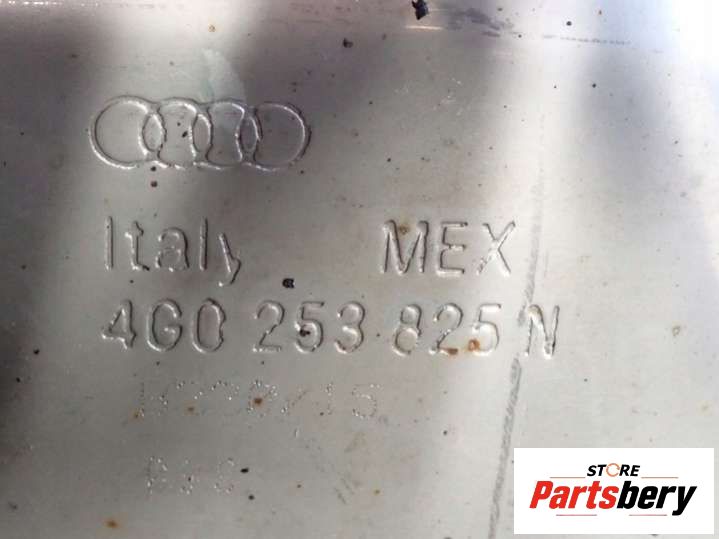 Italy MEX
4G0 253 825 N
STORE
Partsbery